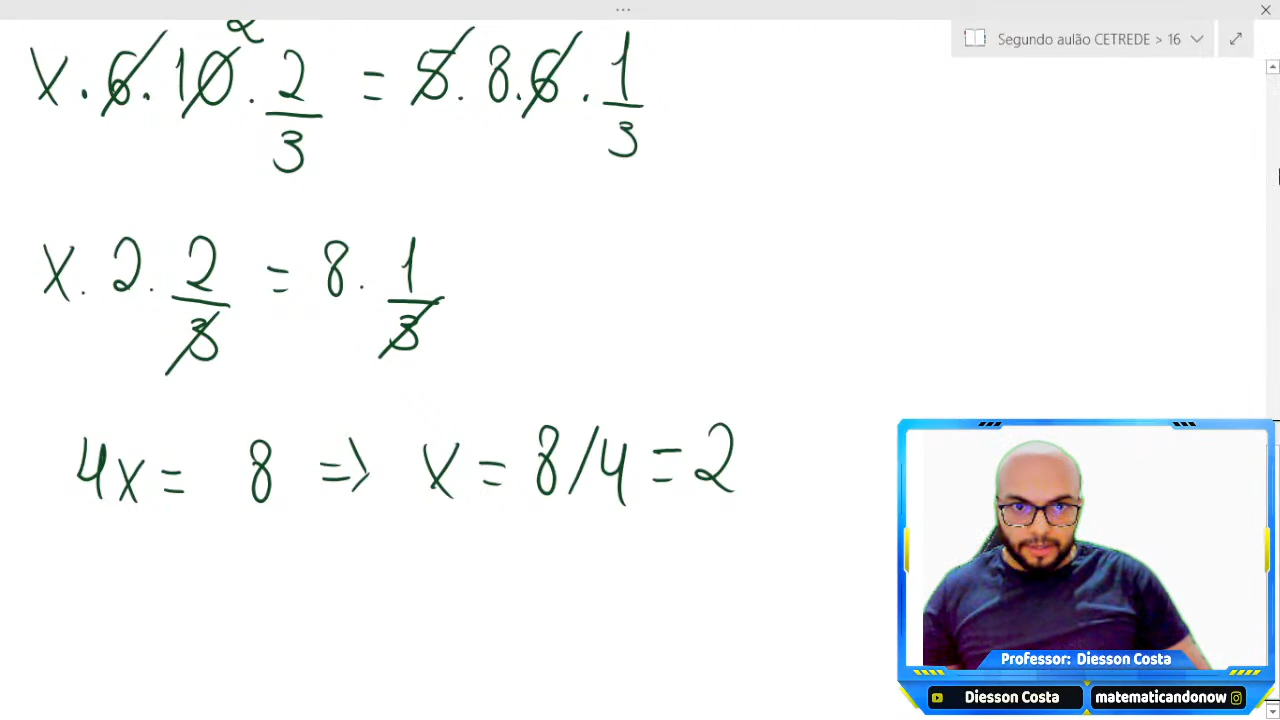 Segundo aulão CETREDE > 16
2
x . 6 . 10 . 2/3 = 5 . 8 . 6 . 1/3
x . 2 . 2/3 = 8 . 1/3
4x = 8 => x = 8/4 = 2
Professor: Diesson Costa
Diesson Costa
matematicandonow